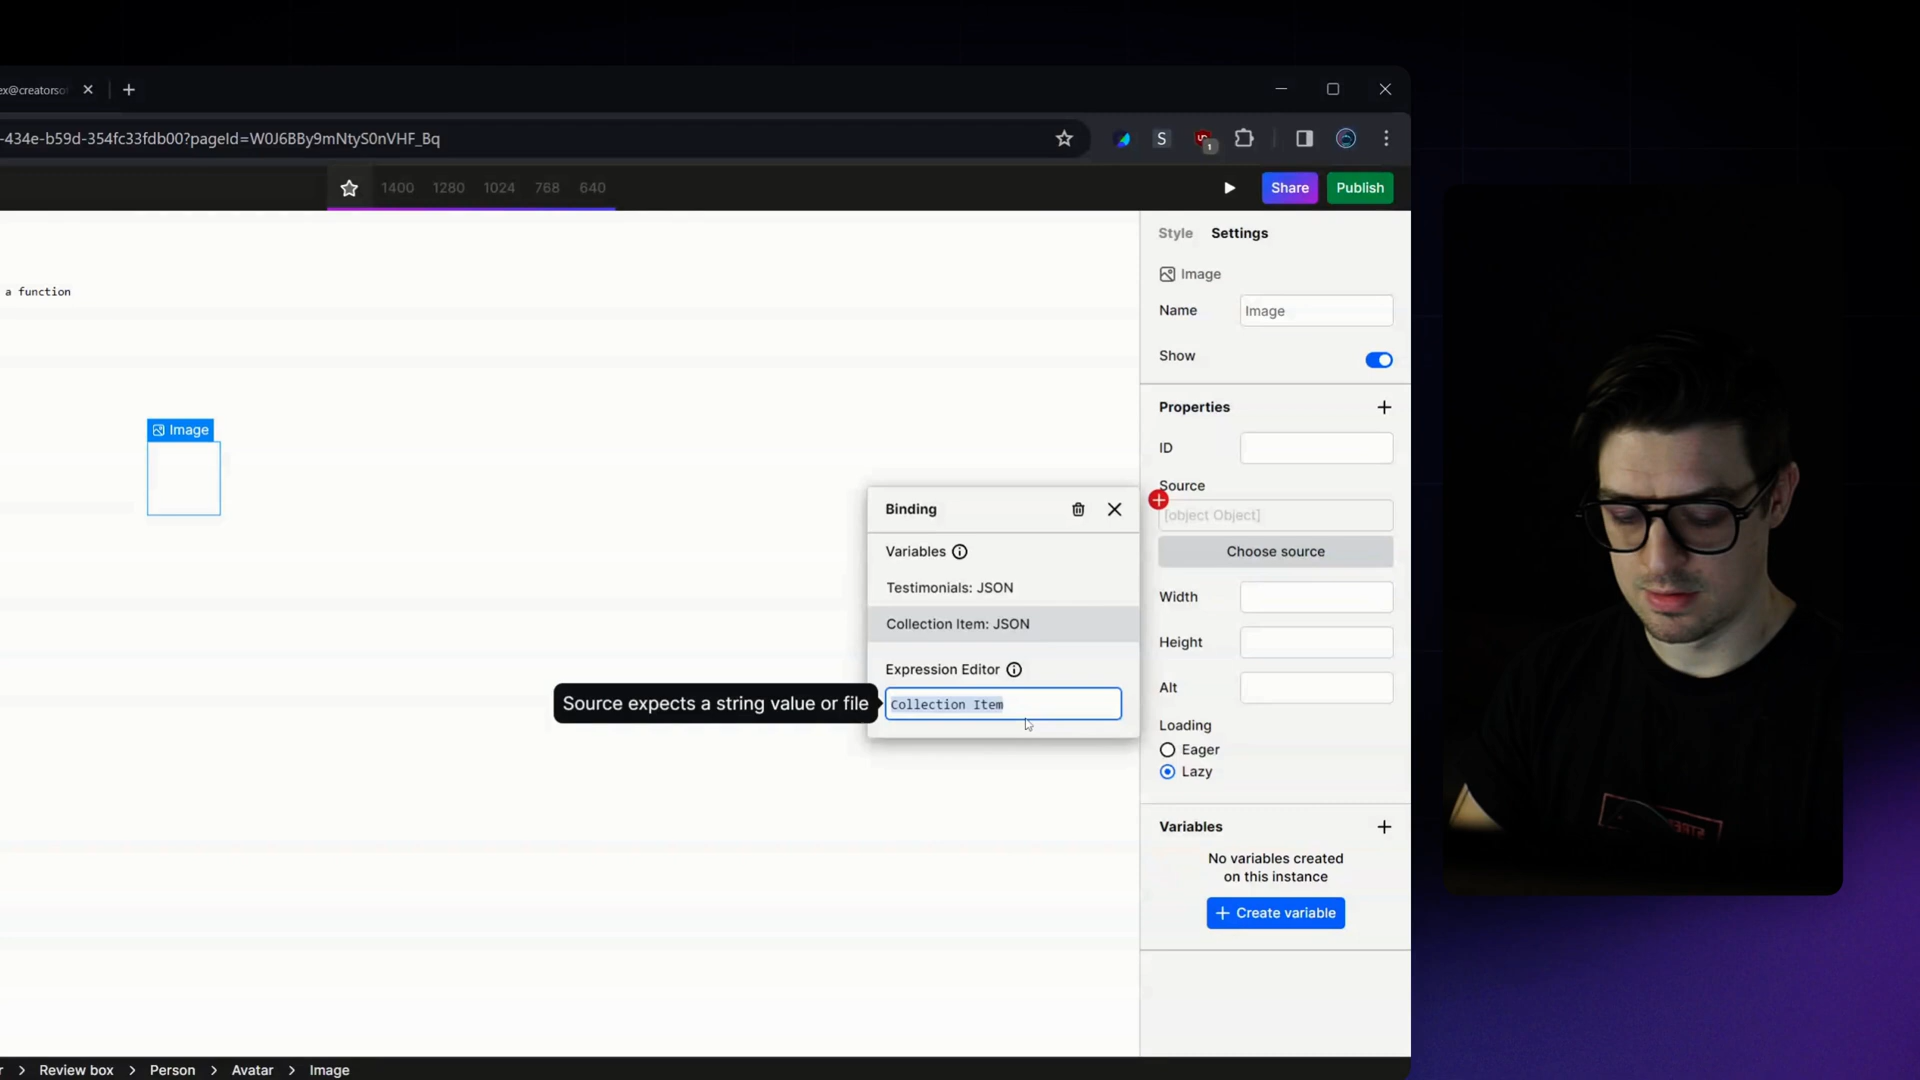 ex@creatorso
-434e-b59d-354fc33fdb00?pageId=W0J6BBy9mNtyS0nVHF_Bq
S
1
1400 1280 1024 768 640
Share
Publish
Style Settings
Image
Name
Image
Show
a function
Properties
Image
ID
Source
[object Object]
Choose source
Binding
Variables
Testimonials: JSON
Collection Item: JSON
Expression Editor
Source expects a string value or file
Collection Item
Width
Height
Alt
Loading
Eager
Lazy
Variables
No variables created
on this instance
Create variable
r > Review box > Person > Avatar > Image